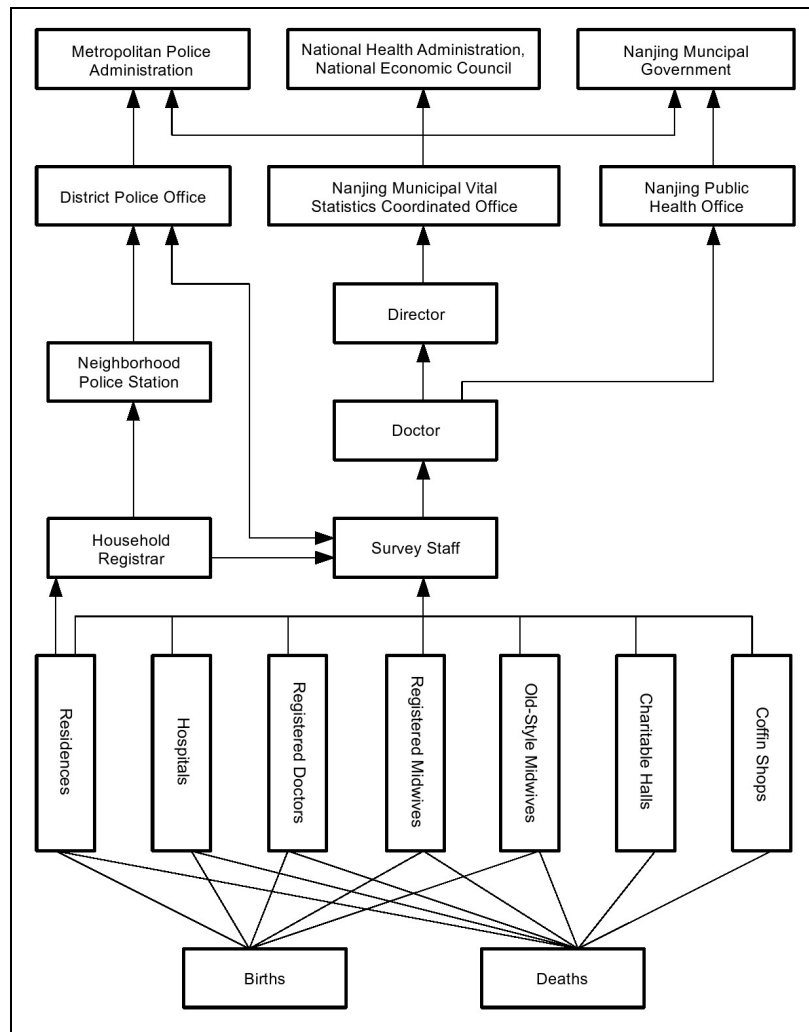 Metropolitan Police
Administration
National Health Administration,
National Economic Council
Nanjing Muncipal
Government
District Police Office
Nanjing Municipal Vital
Statistics Coordinated Office
Nanjing Public
Health Office
Director
Neighborhood
Police Station
Doctor
Household
Registrar
Survey Staff
Residences
Hospitals
Registered Doctors
Registered Midwives
Old-Style Midwives
Charitable Halls
Coffin Shops
Births
Deaths